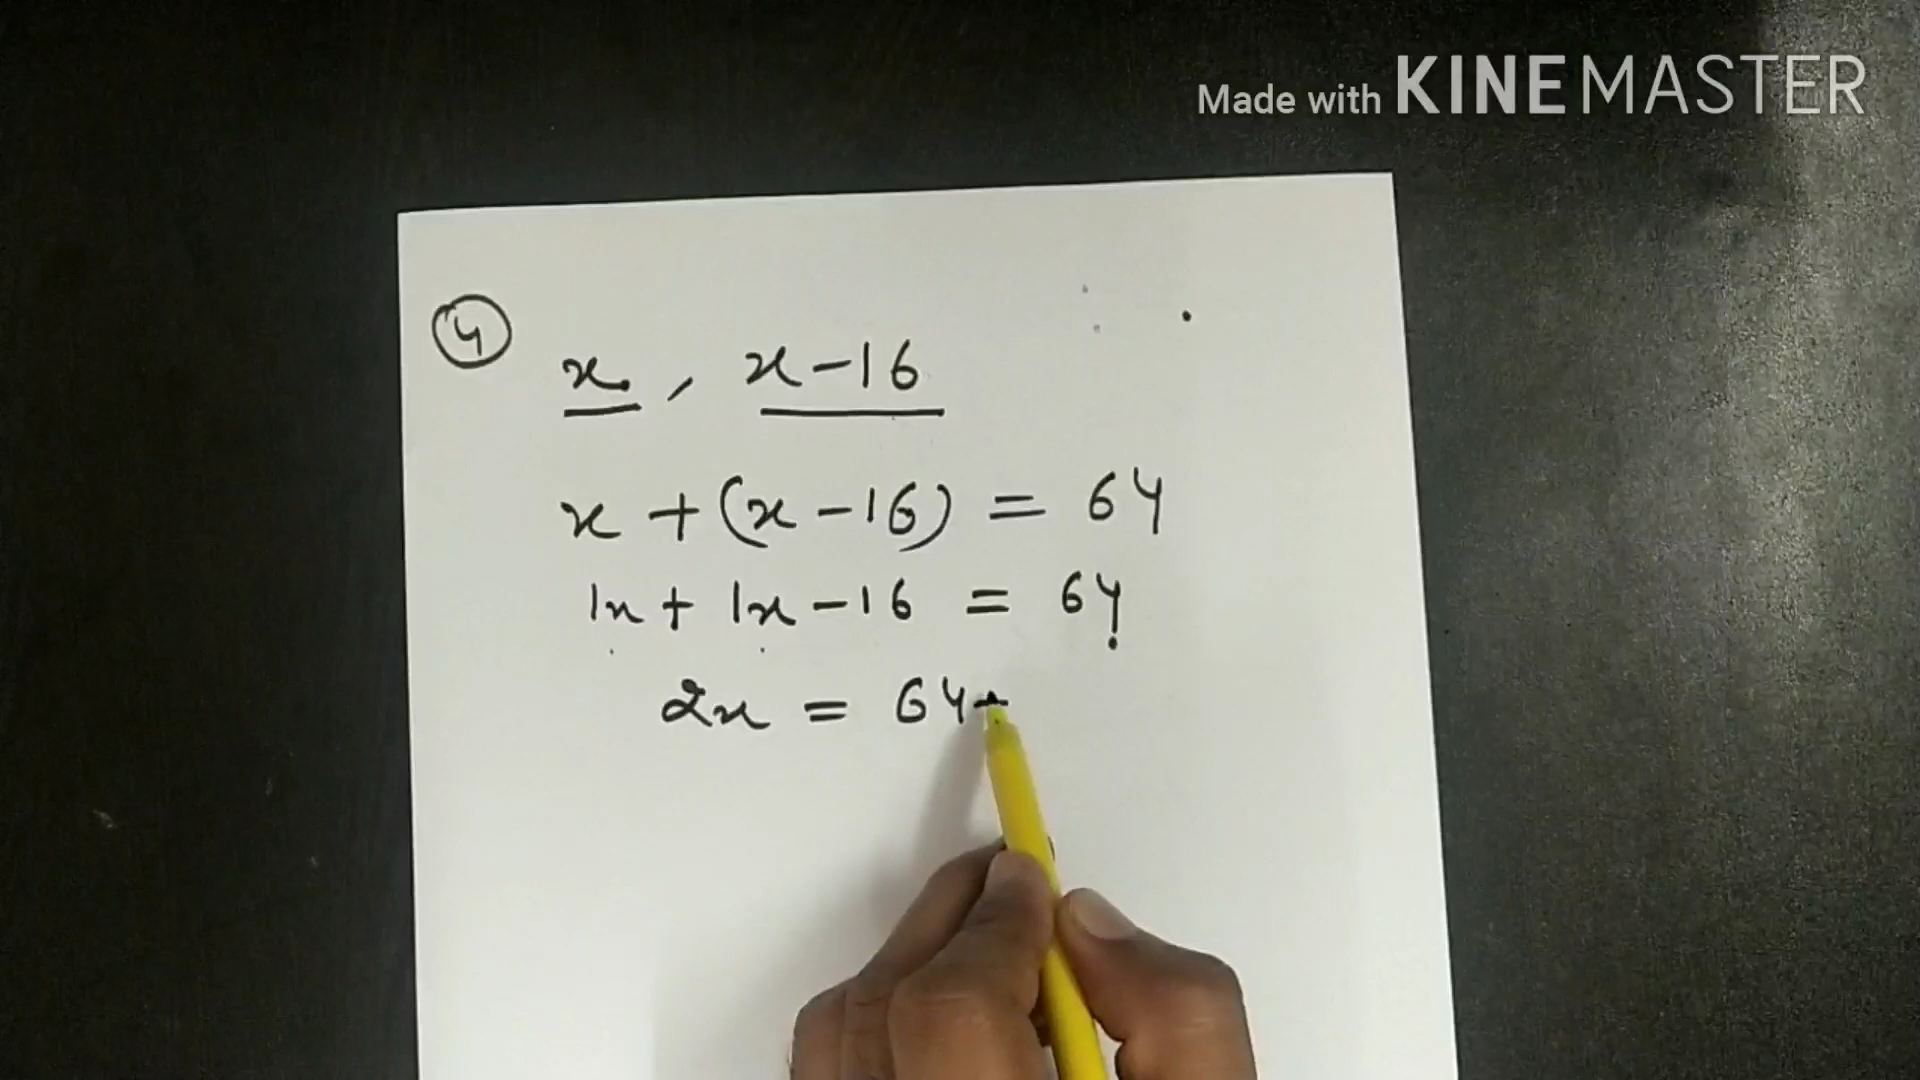 Made with KINEMASTER
4
x, x-16
x + (x - 16) = 64
1x + 1x - 16 = 64
2x = 64+